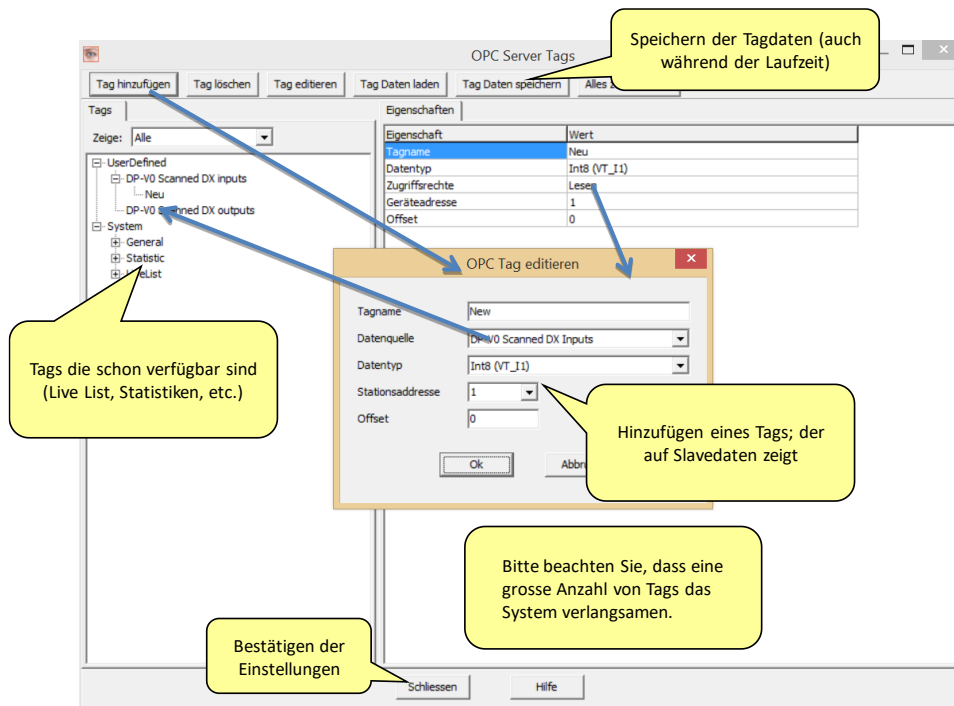 OPC Server Tags
Speichern der Tagdaten (auch
während der Laufzeit)
Tag hinzufügen
Tag löschen
Tag editieren
Tag Daten laden
Tag Daten speichern
Alles
Tags
Zeige: Alle
UserDefined
DP-V0 Scanned DX inputs
Neu
DP-V0 Scanned DX outputs
System
General
Statistic
LiveList
Tags die schon verfügbar sind
(Live List, Statistiken, etc.)
Eigenschaften
Eigenschaft Wert
Tagname Neu
Datentyp Int8 (VT_I1)
Zugriffsrechte Lesen
Geräteadresse 1
Offset 0
OPC Tag editieren
Tagname New
Datenquelle DP-V0 Scanned DX Inputs
Datentyp Int8 (VT_I1)
Stationsaddresse 1
Offset 0
Ok
Hinzufügen eines Tags; der
auf Slavedaten zeigt
Bitte beachten Sie, dass eine
grosse Anzahl von Tags das
System verlangsamen.
Bestätigen der
Einstellungen
Schliessen
Hilfe